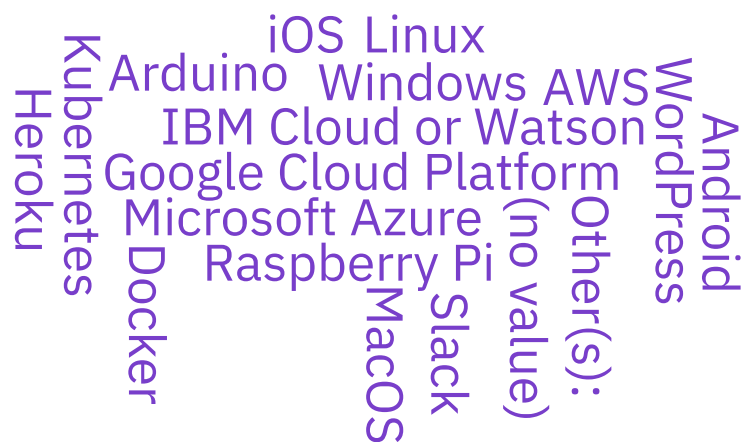 iOS
Linux
Kubernetes
Arduino
Windows
AWS
WordPress
Heroku
IBM Cloud or Watson
Android
Google Cloud Platform
Microsoft Azure
(no value)
Other(s):
Docker
Raspberry Pi
MacOS
Slack